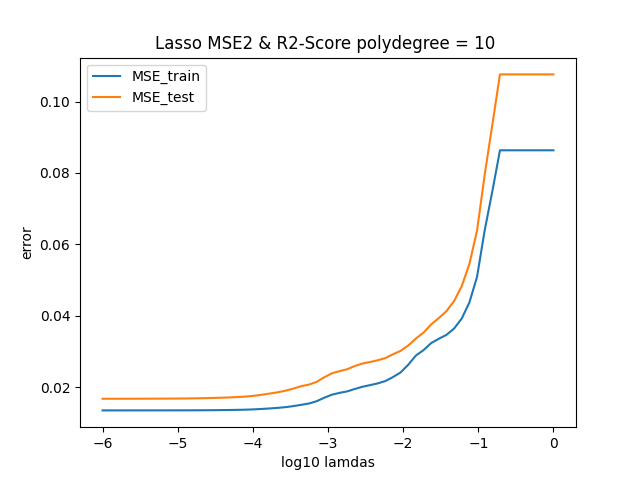 Lasso MSE2 & R2-Score polydegree = 10
MSE_train
MSE_test
0.10
0.08
0.06
0.04
0.02
error
−6 −5 −4 −3 −2 −1 0
log10 lamdas